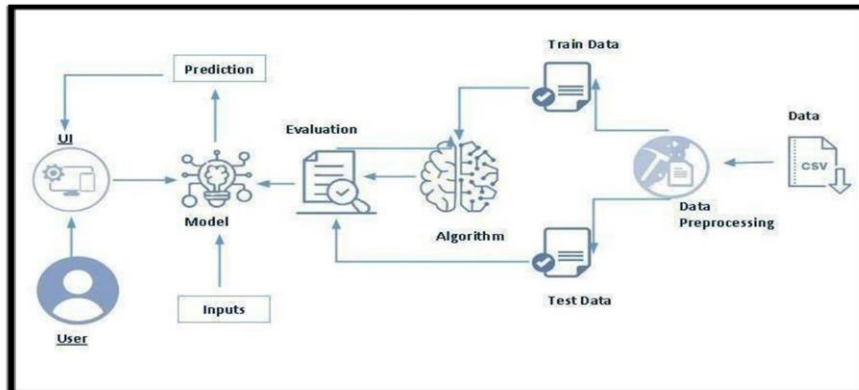 Train Data
Prediction
Data
Evaluation
UI
CSV
Model
Algorithm
Data
Preprocessing
Inputs
Test Data
User